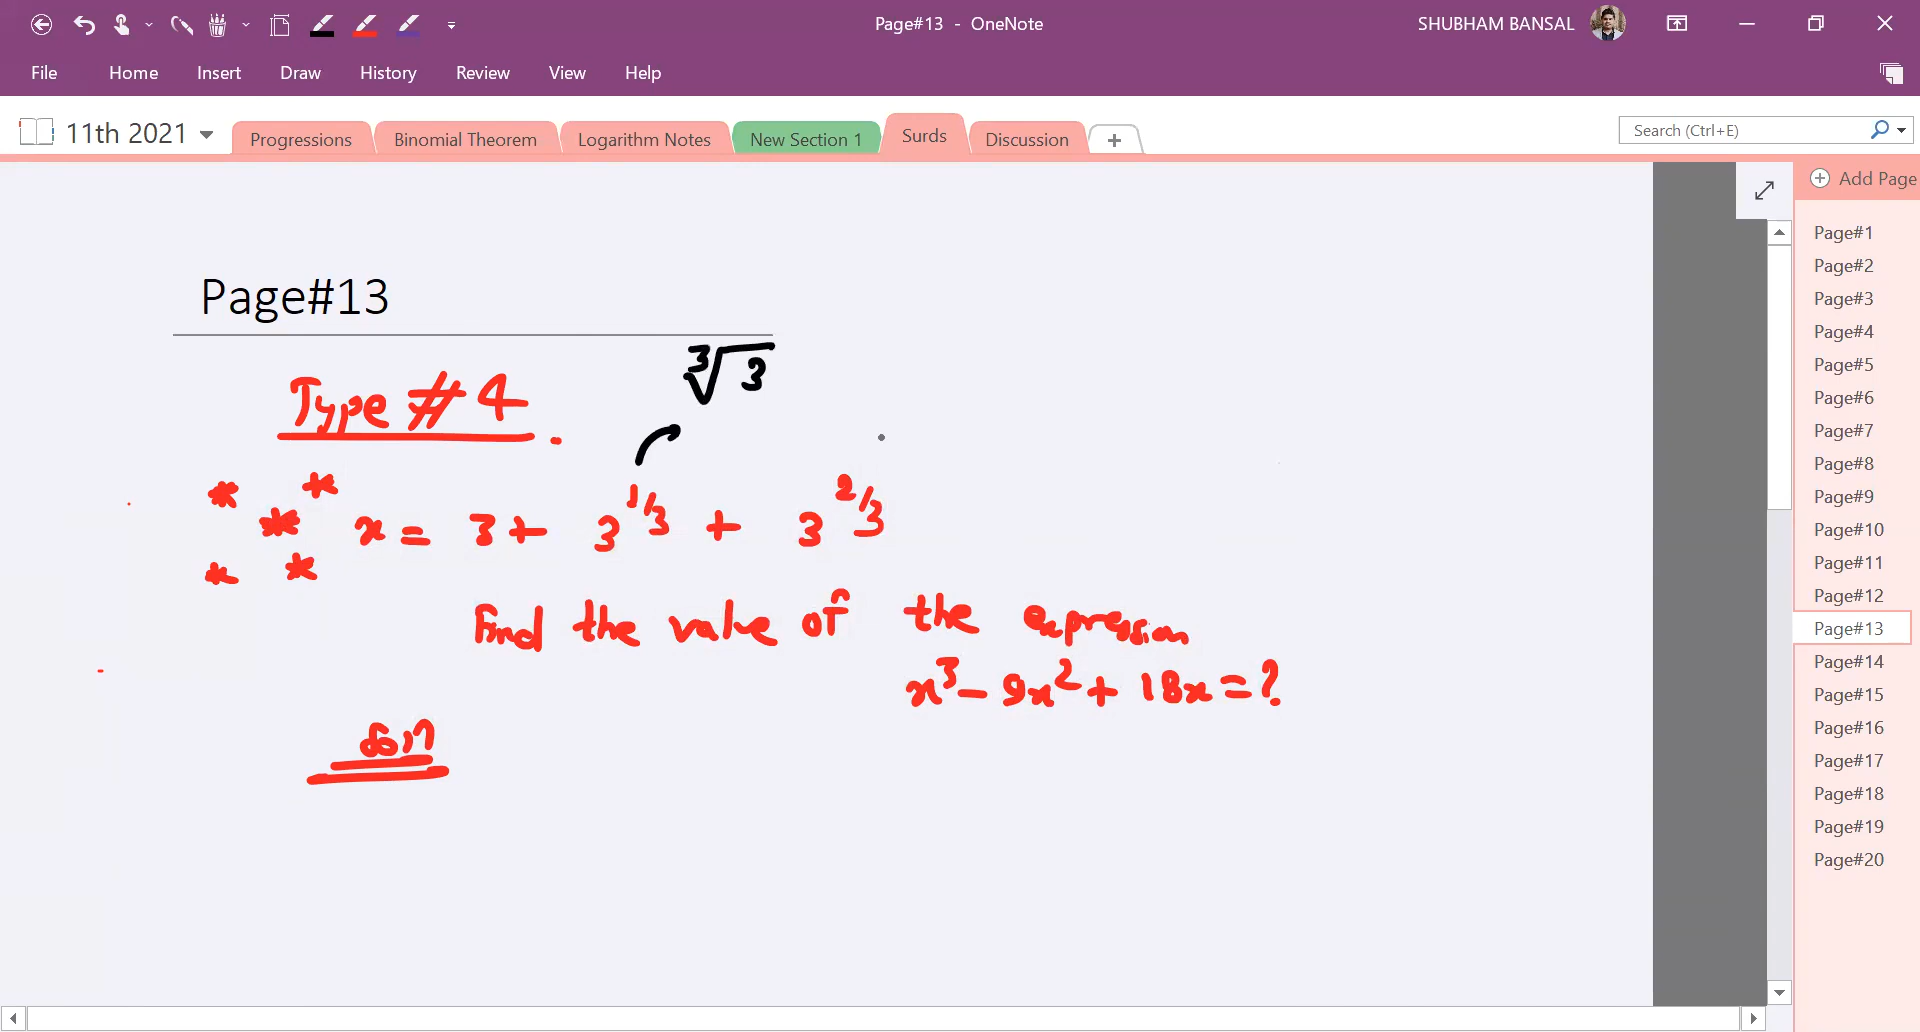 Page#13 - OneNote
SHUBHAM BANSAL
File Home Insert Draw History Review View Help
11th 2021
Progressions Binomial Theorem Logarithm Notes New Section 1 Surds Discussion +
Search (Ctrl+E)
Add Page
Page#13
∛3
Type # 4.
x = 3 + 3^1/3 + 3^2/3
Find the value of the expression
x³ - 9x² + 18x = ?
Soln
Page#1
Page#2
Page#3
Page#4
Page#5
Page#6
Page#7
Page#8
Page#9
Page#10
Page#11
Page#12
Page#13
Page#14
Page#15
Page#16
Page#17
Page#18
Page#19
Page#20